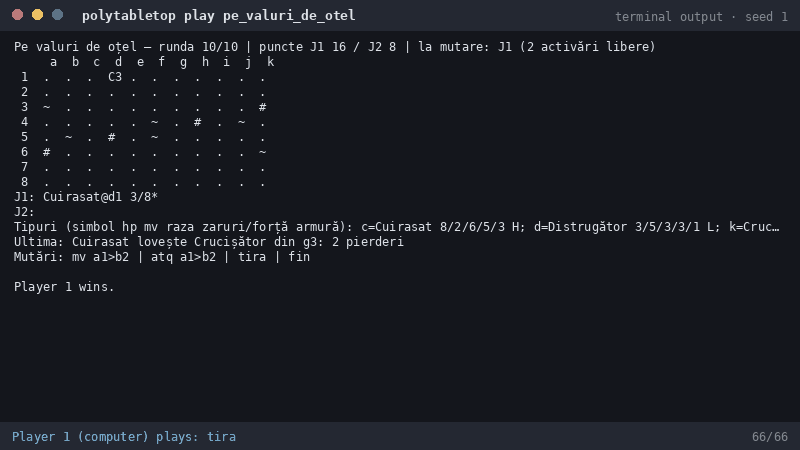 polytabletop play pe_valuri_de_otel
terminal output · seed 1
Pe valuri de oțel — runda 10/10 | puncte J1 16 / J2 8 | la mutare: J1 (2 activări libere)
a b c d e f g h i j k
1 . . . C3 . . . . . . .
2 . . . . . . . . . . .
3 ~ . . . . . . . . . #
4 . . . . . ~ . # . ~ .
5 . ~ . # . ~ . . . . .
6 # . . . . . . . . . ~
7 . . . . . . . . . . .
8 . . . . . . . . . . .
J1: Cuirasat@d1 3/8*
J2:
Tipuri (simbol hp mv raza zaruri/forță armură): c=Cuirasat 8/2/6/5/3 H; d=Distrugător 3/5/3/3/1 L; k=Cruc…
Ultima: Cuirasat lovește Crucișător din g3: 2 pierderi
Mutări: mv a1>b2 | atq a1>b2 | tira | fin
Player 1 wins.
Player 1 (computer) plays: tira
66/66